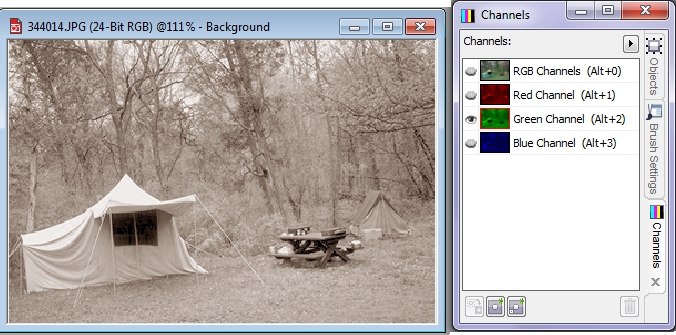 344014.JPG (24-Bit RGB) @111% - Background
Channels
Channels:
RGB Channels (Alt+0)
Red Channel (Alt+1)
Green Channel (Alt+2)
Blue Channel (Alt+3)
Objects
Brush Settings
Channels